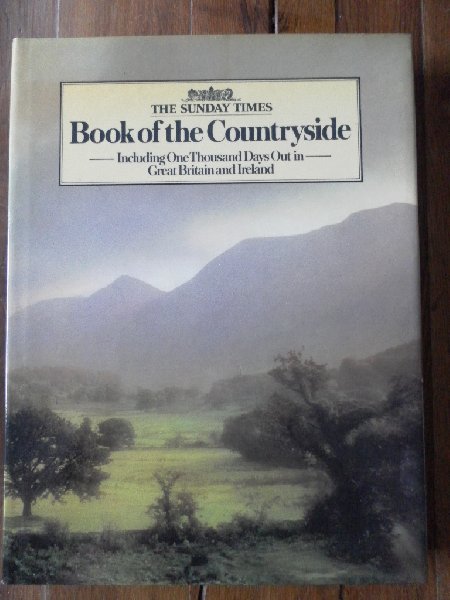 THE SUNDAY TIMES
Book of the Countryside
Including One Thousand Days Out in
Great Britain and Ireland